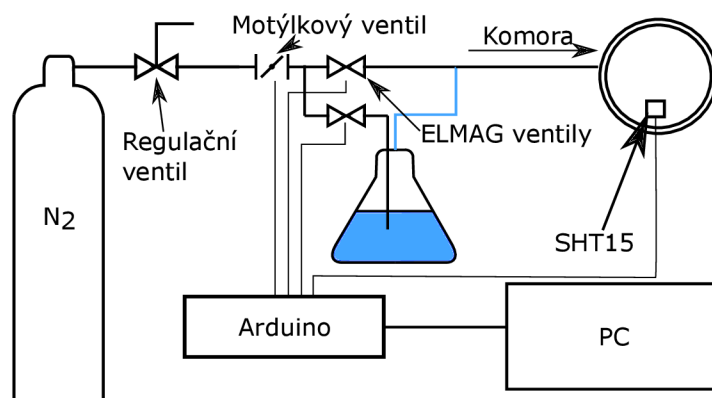 Motýlkový ventil
Komora
Regulační
ventil
ELMAG ventily
N2
SHT15
Arduino
PC